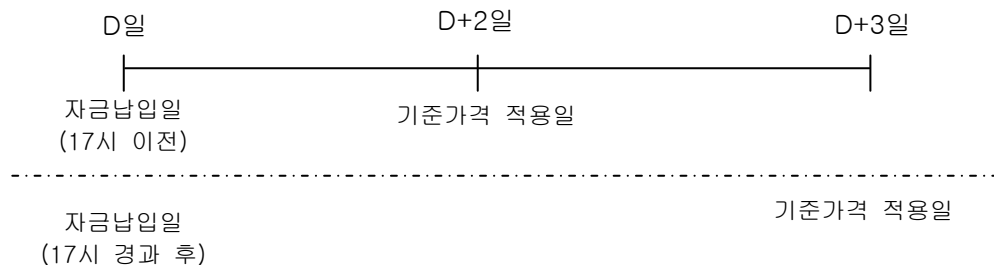 D일 D+2일 D+3일
자금납입일 기준가격 적용일
(17시 이전)
자금납입일 기준가격 적용일
(17시 경과 후)